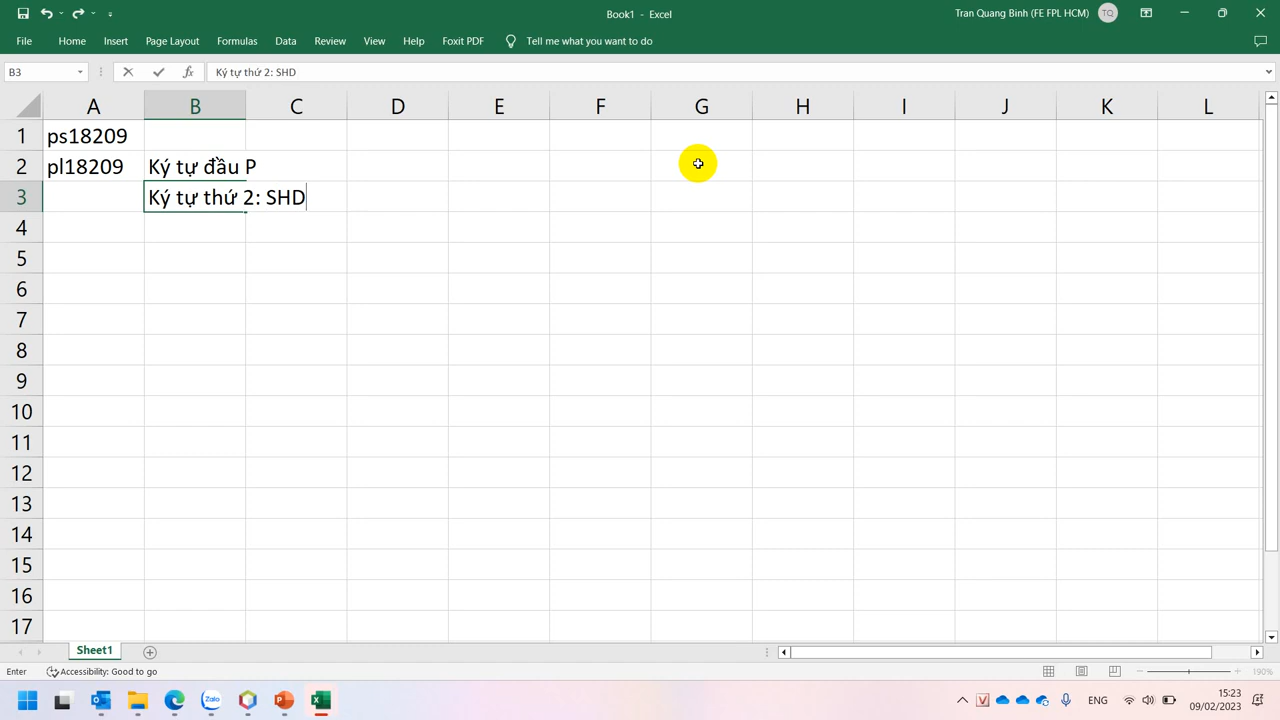 Book1 - Excel
Tran Quang Binh (FE FPL HCM) TQ
File Home Insert Page Layout Formulas Data Review View Help Foxit PDF Tell me what you want to do
B3 fx Ký tự thứ 2: SHD
A B C D E F G H I J K L
1 ps18209
2 pl18209 Ký tự đầu P
3 Ký tự thứ 2: SHD
4
5
6
7
8
9
10
11
12
13
14
15
16
17
Sheet1
Enter Accessibility: Good to go 190%
Zalo ENG 15:23
09/02/2023